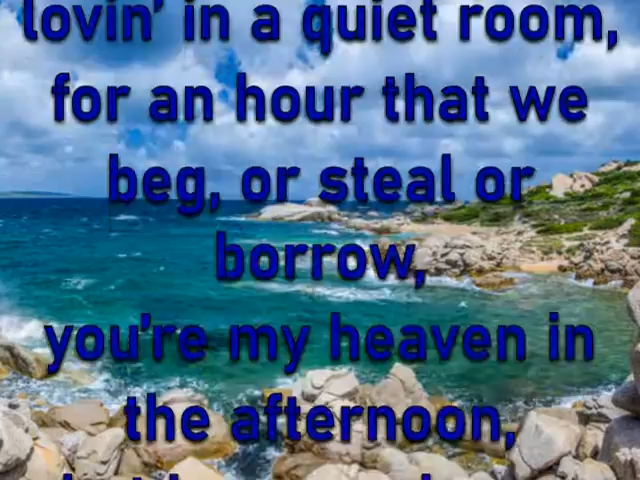 lovin' in a quiet room,
for an hour that we
beg, or steal or
borrow,
you're my heaven in
the afternoon,